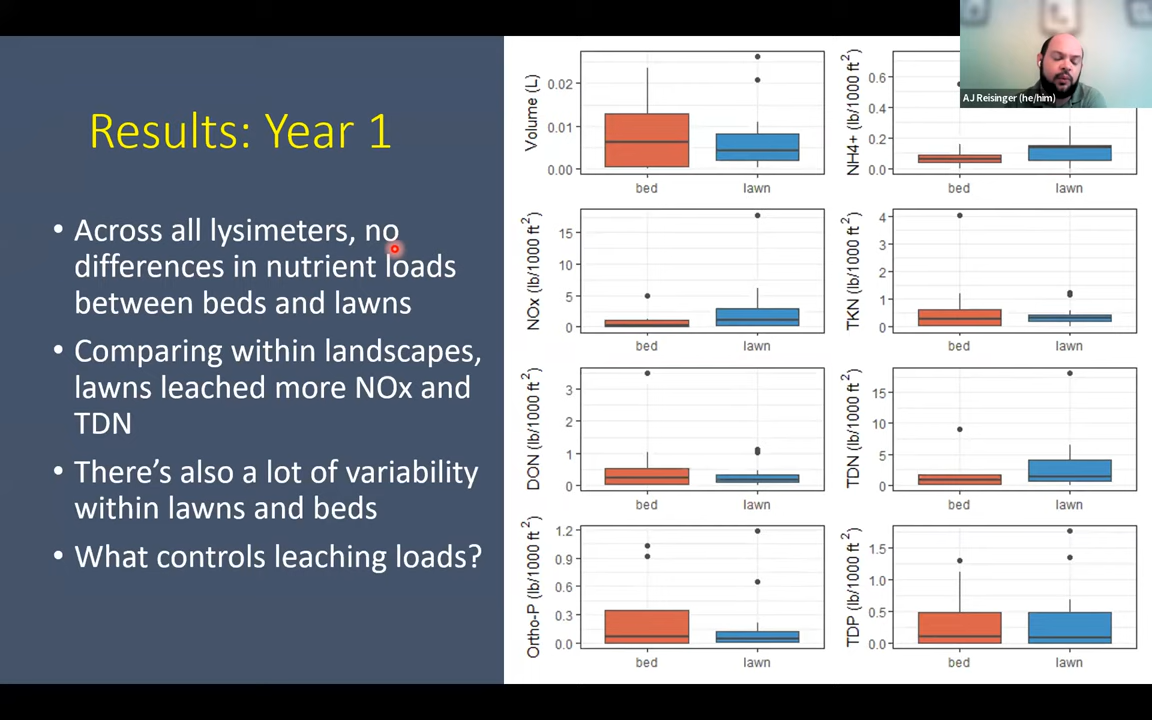 Results: Year 1
• Across all lysimeters, no
differences in nutrient loads
between beds and lawns
• Comparing within landscapes,
lawns leached more NOx and
TDN
• There's also a lot of variability
within lawns and beds
• What controls leaching loads?
Volume (L)
0.02
0.01
0.00
bed
lawn
NH4+ (lb/1000 ft²)
0.6
0.4
0.2
0.0
bed
lawn
AJ Reisinger (he/him)
NOx (lb/1000 ft²)
15
10
5
0
bed
lawn
TKN (lb/1000 ft²)
4
3
2
1
0
bed
lawn
DON (lb/1000 ft²)
3
2
1
0
bed
lawn
TDN (lb/1000 ft²)
15
10
5
0
bed
lawn
Ortho-P (lb/1000 ft²)
1.2
0.9
0.6
0.3
0.0
bed
lawn
TDP (lb/1000 ft²)
1.5
1.0
0.5
0.0
bed
lawn